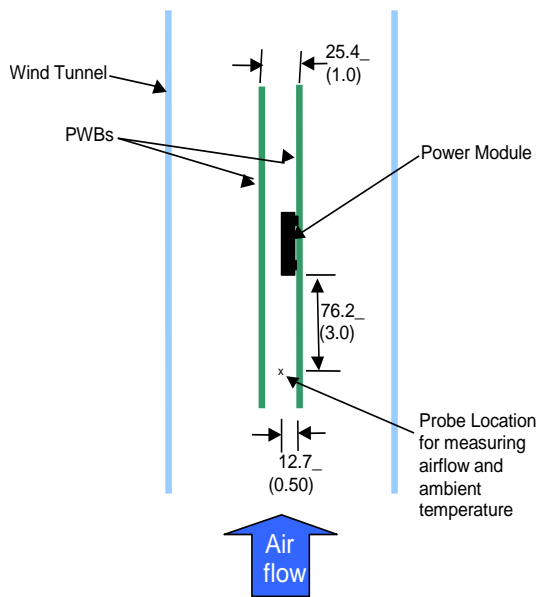 25.4_
(1.0)
Wind Tunnel
PWBs
Power Module
76.2_
(3.0)
x
Probe Location
for measuring
airflow and
ambient
temperature
12.7_
(0.50)
Air
flow